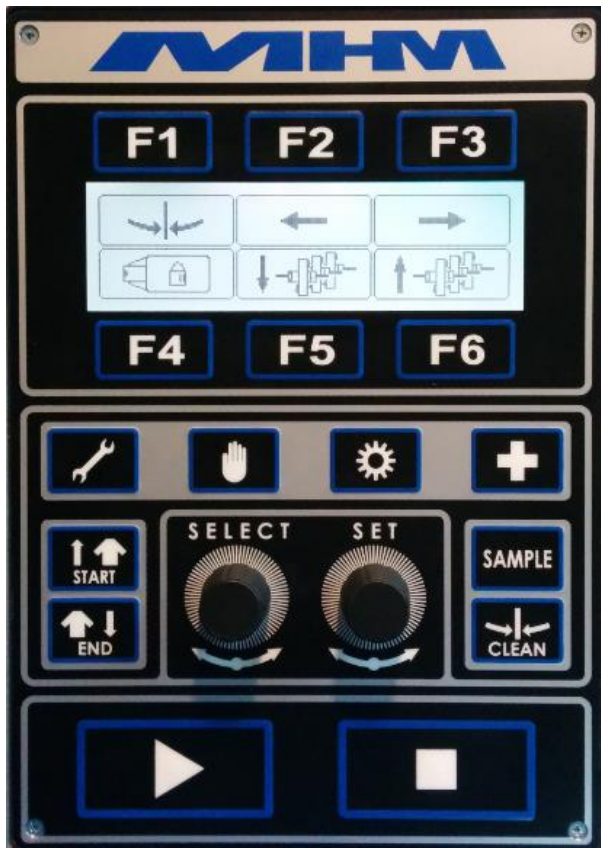 MHM
F1 F2 F3
F4 F5 F6
SELECT SET
START
SAMPLE
END
CLEAN